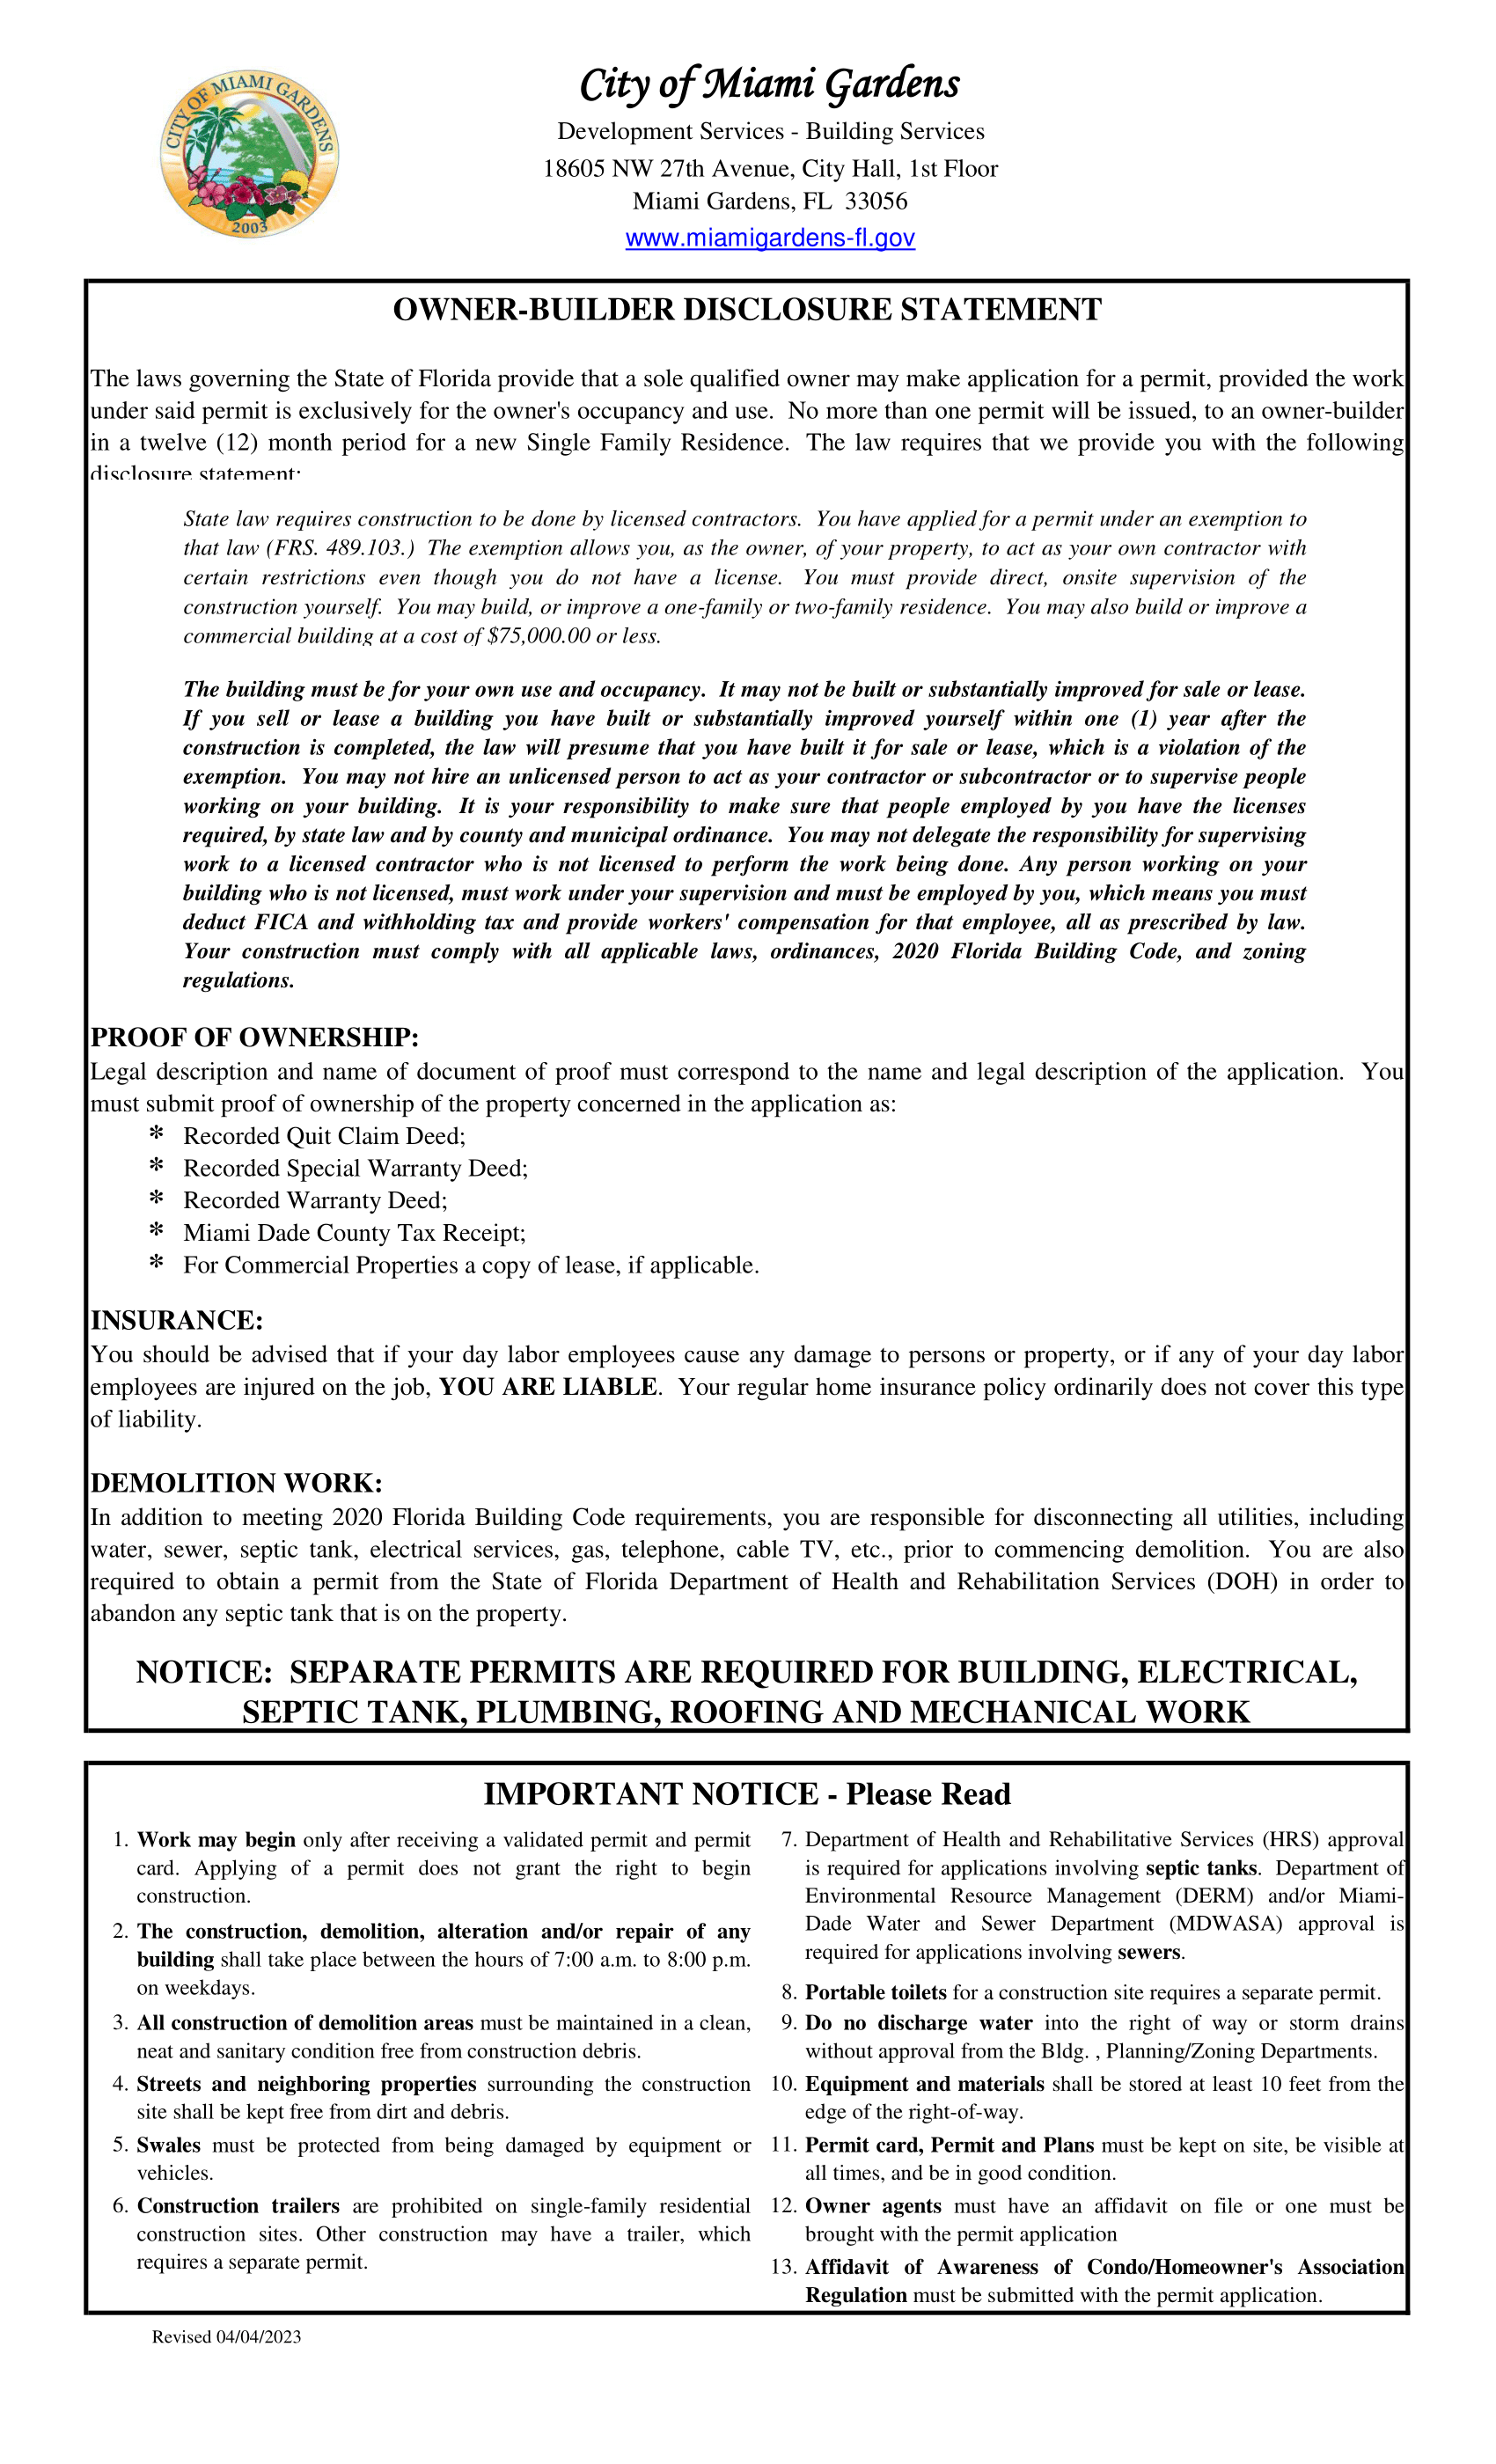 CITY OF MIAMI GARDENS
2003
City of Miami Gardens
Development Services - Building Services
18605 NW 27th Avenue, City Hall, 1st Floor
Miami Gardens, FL  33056
www.miamigardens-fl.gov
OWNER-BUILDER DISCLOSURE STATEMENT
The laws governing the State of Florida provide that a sole qualified owner may make application for a permit, provided the work
under said permit is exclusively for the owner's occupancy and use.  No more than one permit will be issued, to an owner-builder
in a twelve (12) month period for a new Single Family Residence.  The law requires that we provide you with the following
disclosure statement:
State law requires construction to be done by licensed contractors.  You have applied for a permit under an exemption to
that law (FRS. 489.103.)  The exemption allows you, as the owner, of your property, to act as your own contractor with
certain restrictions even though you do not have a license.  You must provide direct, onsite supervision of the
construction yourself.  You may build, or improve a one-family or two-family residence.  You may also build or improve a
commercial building at a cost of $75,000.00 or less.
The building must be for your own use and occupancy.  It may not be built or substantially improved for sale or lease.
If you sell or lease a building you have built or substantially improved yourself within one (1) year after the
construction is completed, the law will presume that you have built it for sale or lease, which is a violation of the
exemption.  You may not hire an unlicensed person to act as your contractor or subcontractor or to supervise people
working on your building.  It is your responsibility to make sure that people employed by you have the licenses
required, by state law and by county and municipal ordinance.  You may not delegate the responsibility for supervising
work to a licensed contractor who is not licensed to perform the work being done. Any person working on your
building who is not licensed, must work under your supervision and must be employed by you, which means you must
deduct FICA and withholding tax and provide workers' compensation for that employee, all as prescribed by law.
Your construction must comply with all applicable laws, ordinances, 2020 Florida Building Code, and zoning
regulations.
PROOF OF OWNERSHIP:
Legal description and name of document of proof must correspond to the name and legal description of the application.  You
must submit proof of ownership of the property concerned in the application as:
* Recorded Quit Claim Deed;
* Recorded Special Warranty Deed;
* Recorded Warranty Deed;
* Miami Dade County Tax Receipt;
* For Commercial Properties a copy of lease, if applicable.
INSURANCE:
You should be advised that if your day labor employees cause any damage to persons or property, or if any of your day labor
employees are injured on the job, YOU ARE LIABLE.  Your regular home insurance policy ordinarily does not cover this type
of liability.
DEMOLITION WORK:
In addition to meeting 2020 Florida Building Code requirements, you are responsible for disconnecting all utilities, including
water, sewer, septic tank, electrical services, gas, telephone, cable TV, etc., prior to commencing demolition.  You are also
required to obtain a permit from the State of Florida Department of Health and Rehabilitation Services (DOH) in order to
abandon any septic tank that is on the property.
NOTICE:  SEPARATE PERMITS ARE REQUIRED FOR BUILDING, ELECTRICAL,
SEPTIC TANK, PLUMBING, ROOFING AND MECHANICAL WORK
IMPORTANT NOTICE - Please Read
1. Work may begin only after receiving a validated permit and permit
card. Applying of a permit does not grant the right to begin
construction.
2. The construction, demolition, alteration and/or repair of any
building shall take place between the hours of 7:00 a.m. to 8:00 p.m.
on weekdays.
3. All construction of demolition areas must be maintained in a clean,
neat and sanitary condition free from construction debris.
4. Streets and neighboring properties surrounding the construction
site shall be kept free from dirt and debris.
5. Swales must be protected from being damaged by equipment or
vehicles.
6. Construction trailers are prohibited on single-family residential
construction sites. Other construction may have a trailer, which
requires a separate permit.
7. Department of Health and Rehabilitative Services (HRS) approval
is required for applications involving septic tanks.  Department of
Environmental Resource Management (DERM) and/or Miami-
Dade Water and Sewer Department (MDWASA) approval is
required for applications involving sewers.
8. Portable toilets for a construction site requires a separate permit.
9. Do no discharge water into the right of way or storm drains
without approval from the Bldg. , Planning/Zoning Departments.
10. Equipment and materials shall be stored at least 10 feet from the
edge of the right-of-way.
11. Permit card, Permit and Plans must be kept on site, be visible at
all times, and be in good condition.
12. Owner agents must have an affidavit on file or one must be
brought with the permit application
13. Affidavit of Awareness of Condo/Homeowner's Association
Regulation must be submitted with the permit application.
Revised 04/04/2023